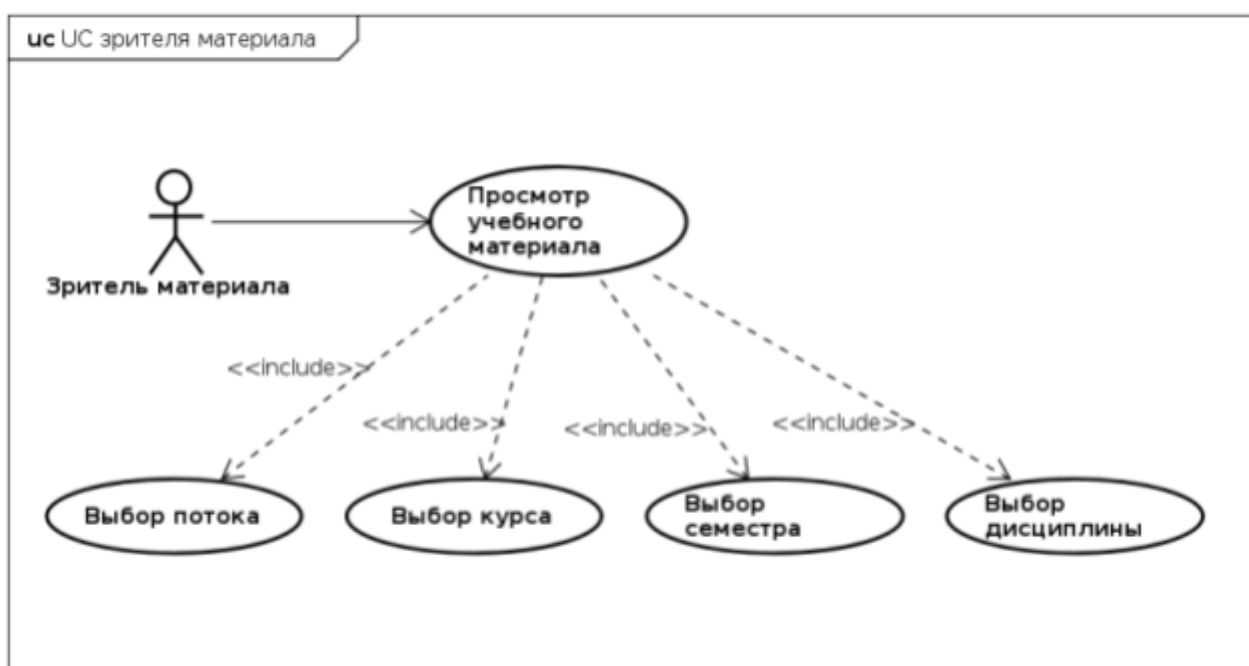 uc UC зрителя материала
Просмотр
учебного
материала
Зритель материала
<<include>>
<<include>>
<<include>>
<<include>>
Выбор потока
Выбор курса
Выбор
семестра
Выбор
дисциплины